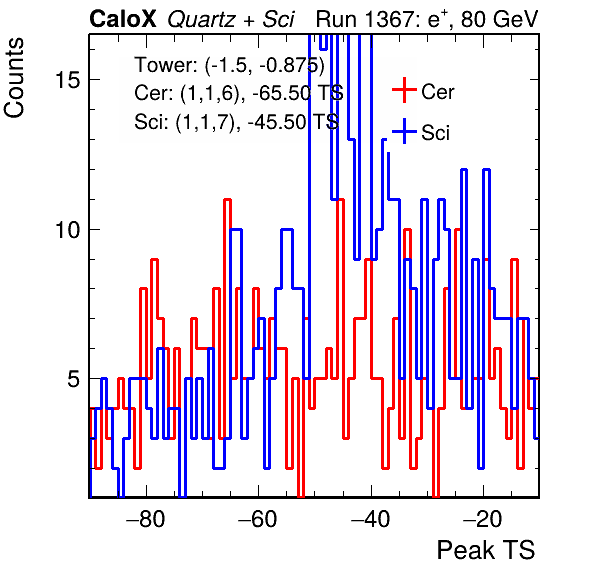 CaloX Quartz + Sci Run 1367: e⁺, 80 GeV
Counts
Tower: (-1.5, -0.875)
Cer: (1,1,6), -65.50 TS
Sci: (1,1,7), -45.50 TS
Cer
Sci
15
10
5
−80 −60 −40 −20
Peak TS